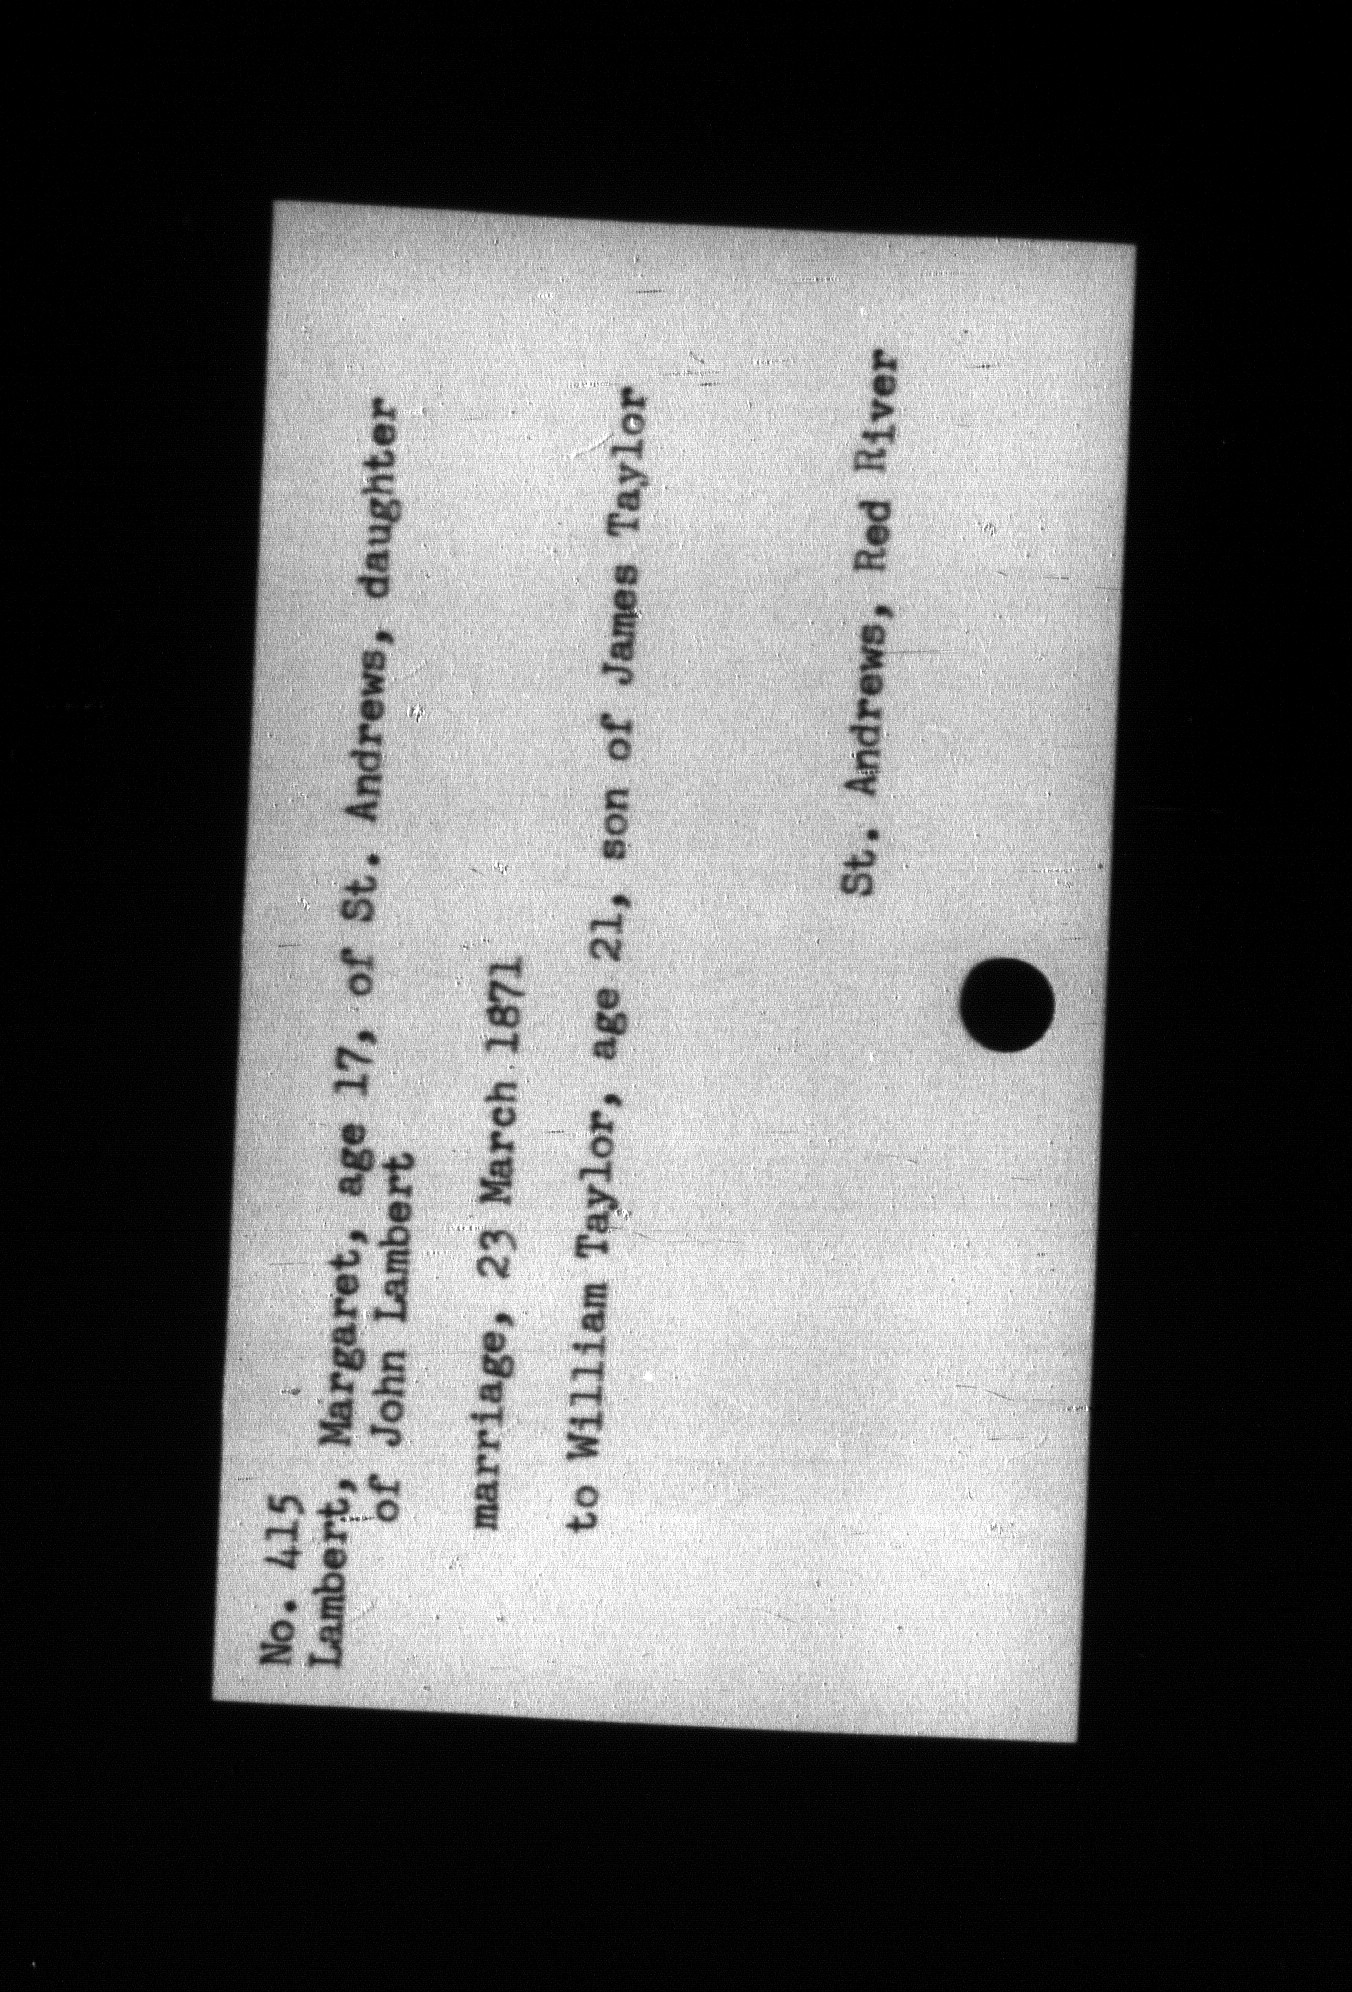 No. 415
Lambert, Margaret, age 17, of St. Andrews, daughter
of John Lambert
marriage, 23 March 1871
to William Taylor, age 21, son of James Taylor
St. Andrews, Red River